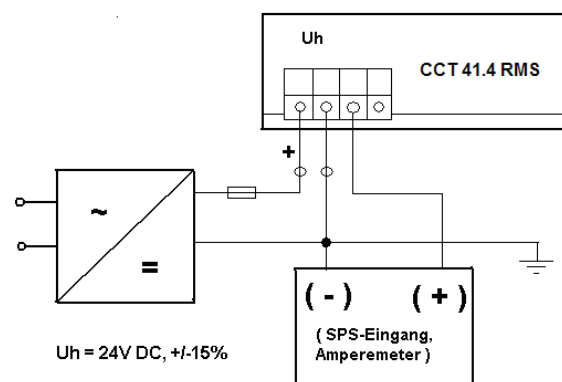 Uh
CCT 41.4 RMS
+
~
=
( - ) ( + )
( SPS-Eingang,
Amperemeter )
Uh = 24V DC, +/-15%